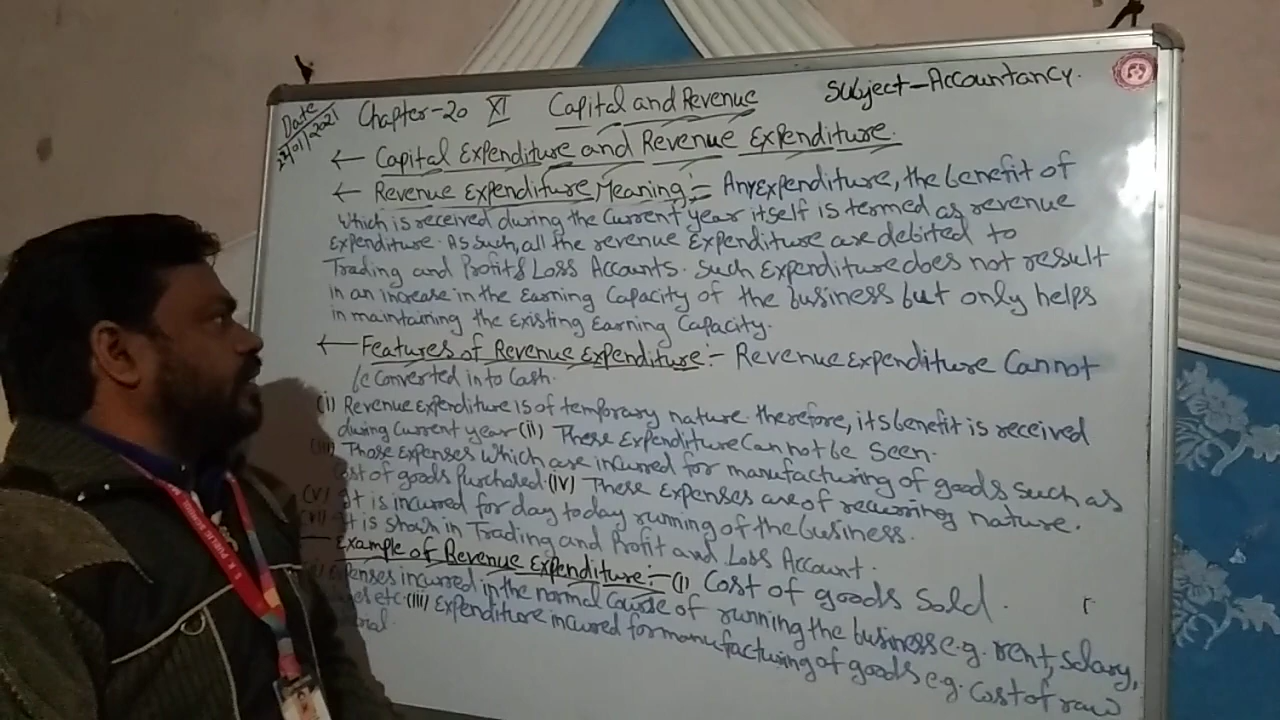 Date
/01/2021
Chapter-20 XI Capital and Revenue Subject-Accountancy.
← Capital Expenditure and Revenue Expenditure.
← Revenue Expenditure, Meaning:- Any Expenditure, the benefit of
which is received during the current year itself is termed as revenue
Expenditure. As such, all the revenue Expenditure are debited to
Trading and Profit & Loss Accounts. Such Expenditure does not result
in an increase in the Earning Capacity of the business but only helps
in maintaining the Existing Earning Capacity.
← Features of Revenue Expenditure:- Revenue Expenditure Cannot
be Converted in to Cash.
(i) Revenue Expenditure is of temporary nature. therefore, its benefit is received
during Current year (ii) These Expenditure Can not be Seen.
(iii) Those Expenses which are incurred for manufacturing of goods such as
Cost of goods Purchased. (IV) These Expenses are of recurring nature.
(V) It is incurred for day to day running of the business.
(VI) It is shown in Trading and Profit and Loss Account.
Example of Revenue Expenditure:- (I) Cost of goods Sold.
Expenses incurred in the normal Course of running the business e.g. rent, Salary,
etc. (III) Expenditure incured for manufacturing of goods e.g. Cost of raw